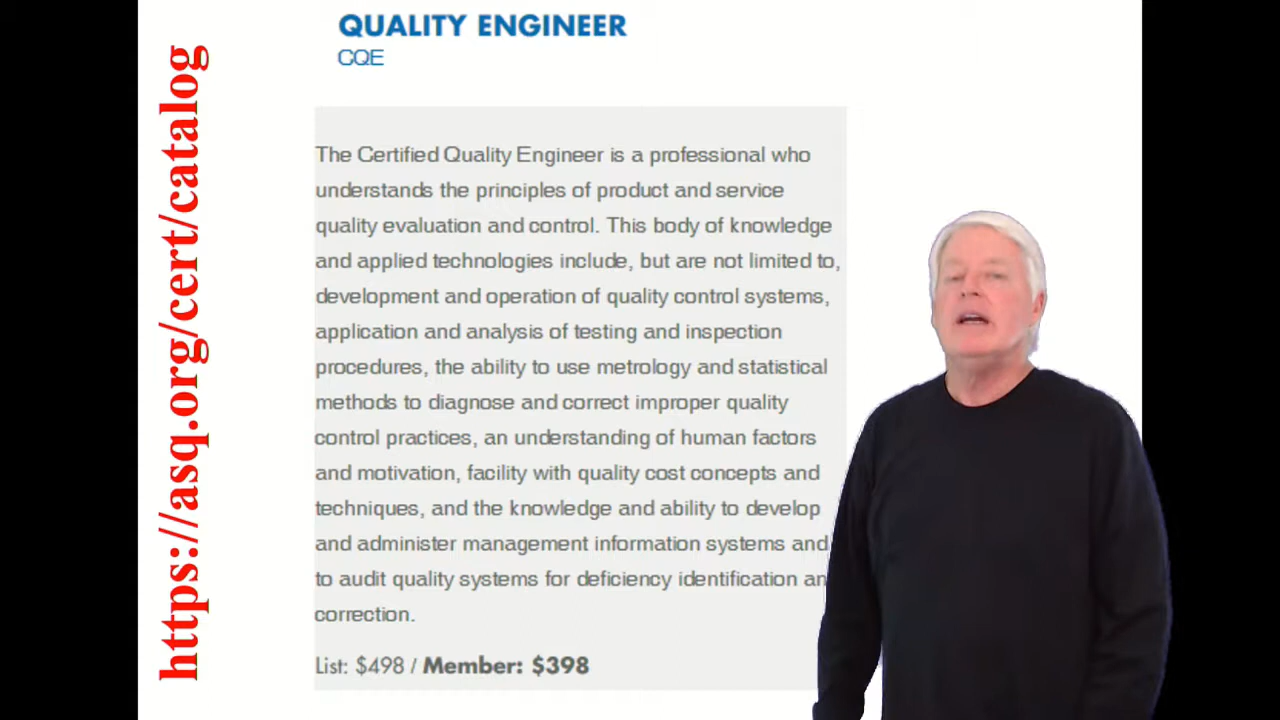 QUALITY ENGINEER
CQE
https://asq.org/cert/catalog
The Certified Quality Engineer is a professional who
understands the principles of product and service
quality evaluation and control. This body of knowledge
and applied technologies include, but are not limited to,
development and operation of quality control systems,
application and analysis of testing and inspection
procedures, the ability to use metrology and statistical
methods to diagnose and correct improper quality
control practices, an understanding of human factors
and motivation, facility with quality cost concepts and
techniques, and the knowledge and ability to develop
and administer management information systems and
to audit quality systems for deficiency identification an
correction.
List: $498 / Member: $398